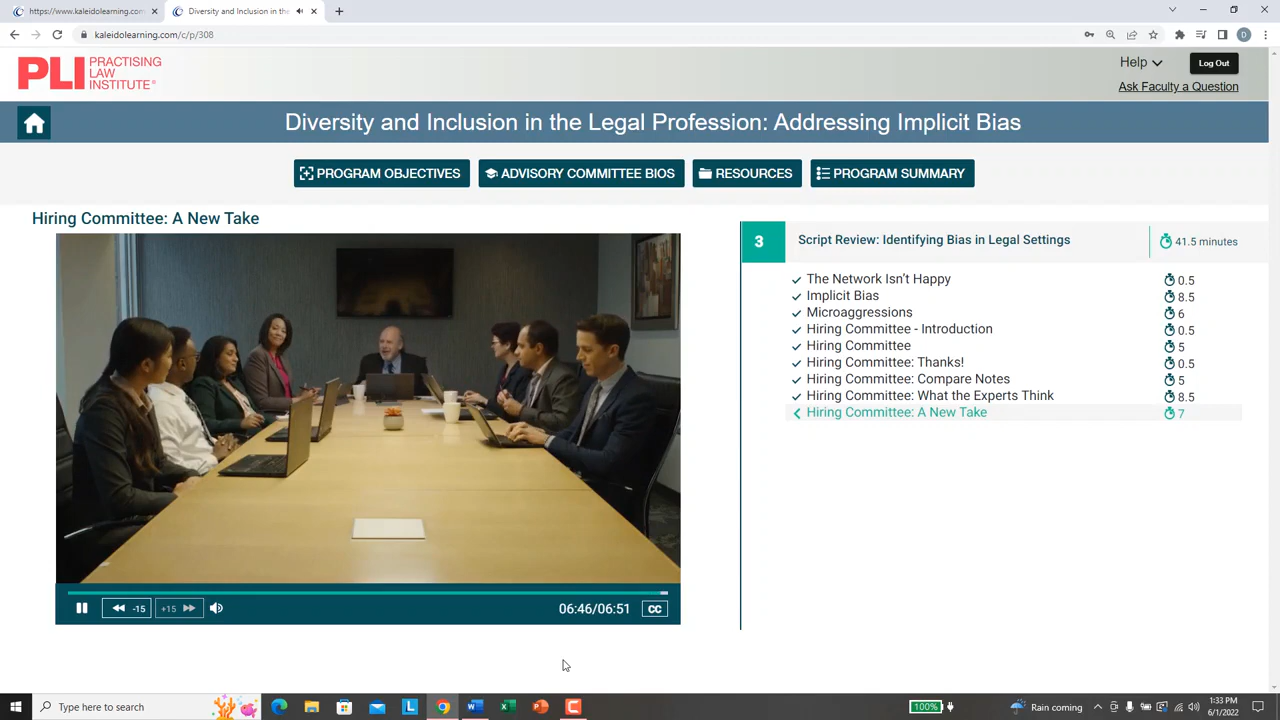 https://www.kaleidolearning.com
Diversity and Inclusion in the
kaleidolearning.com/c/p/308
D
PLI PRACTISING LAW INSTITUTE®
Help
Log Out
Ask Faculty a Question
Diversity and Inclusion in the Legal Profession: Addressing Implicit Bias
PROGRAM OBJECTIVES
ADVISORY COMMITTEE BIOS
RESOURCES
PROGRAM SUMMARY
Hiring Committee: A New Take
3 Script Review: Identifying Bias in Legal Settings 41.5 minutes
The Network Isn’t Happy 0.5
Implicit Bias 8.5
Microaggressions 6
Hiring Committee - Introduction 0.5
Hiring Committee 5
Hiring Committee: Thanks! 0.5
Hiring Committee: Compare Notes 5
Hiring Committee: What the Experts Think 8.5
Hiring Committee: A New Take 7
-15
+15
06:46/06:51
CC
Type here to search
L
100%
Rain coming
1:33 PM
6/1/2022